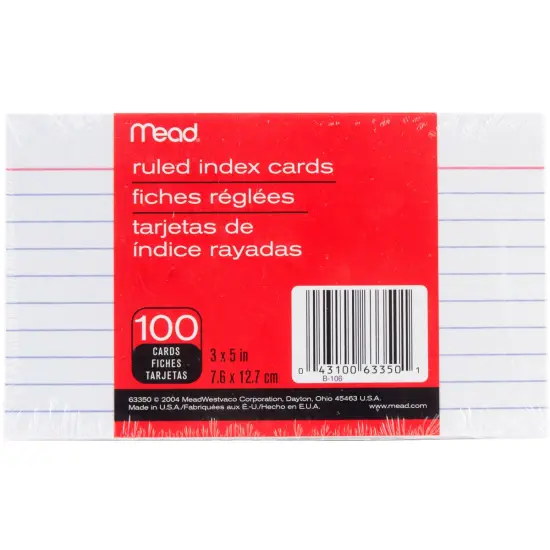 Mead
ruled index cards
fiches réglées
tarjetas de
índice rayadas
100
CARDS
FICHES
TARJETAS
3 x 5 in
7.6 x 12.7 cm
0 43100 63350 1
B-106
63350 © 2004 MeadWestvaco Corporation, Dayton, Ohio 45463 U.S.A.
Made in U.S.A./Fabriquées aux É.-U./Hecho en E.U.A.
www.mead.com